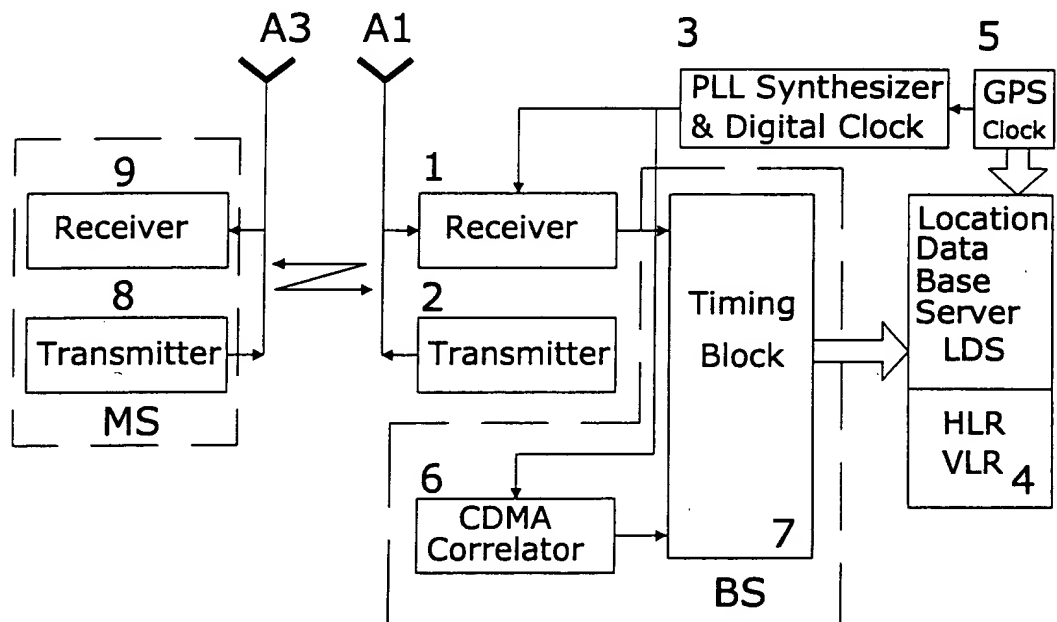 A3
A1
3
5
PLL Synthesizer
& Digital Clock
GPS
Clock
9
Receiver
1
Receiver
8
Transmitter
MS
2
Transmitter
Timing
Block
Location
Data
Base
Server
LDS
HLR
VLR
4
6
CDMA
Correlator
7
BS